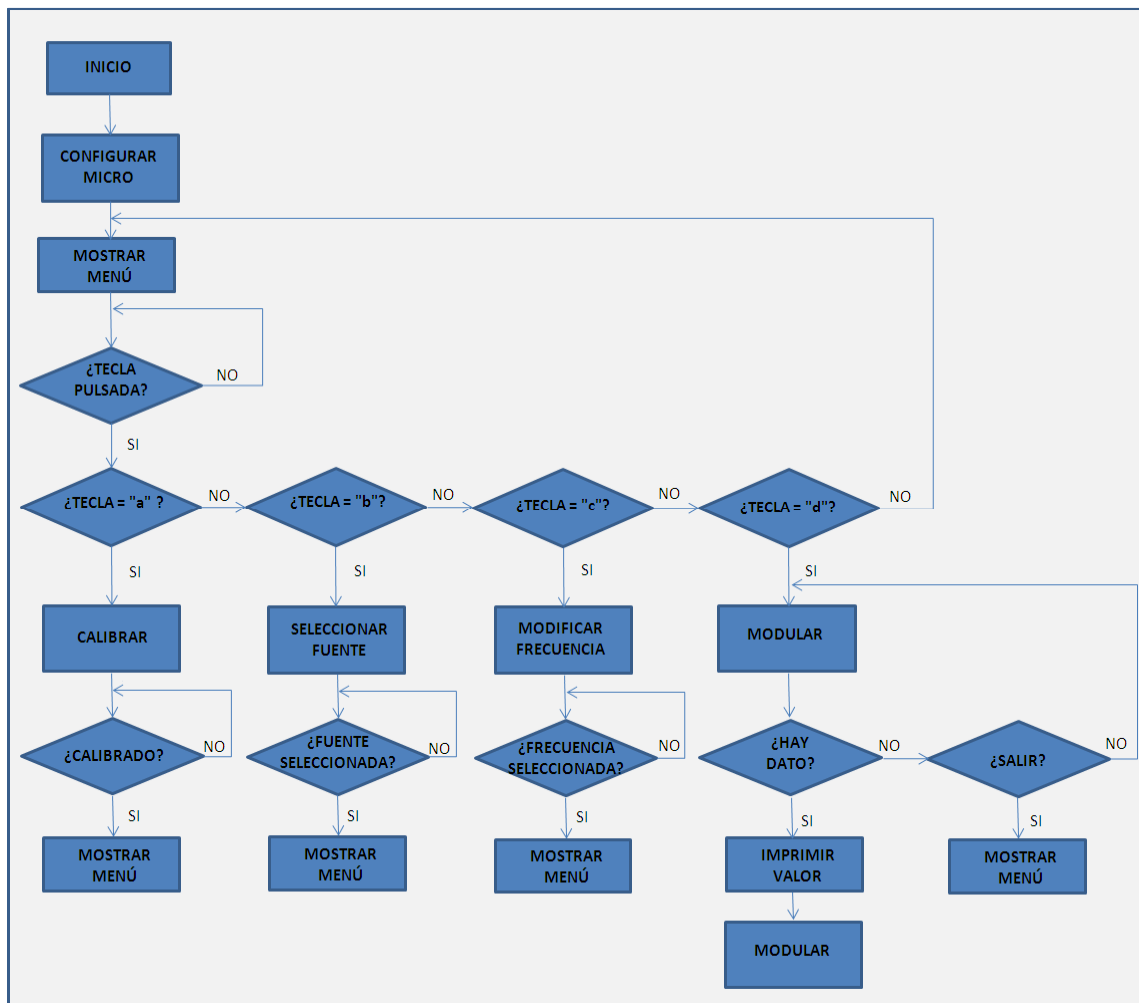 INICIO
CONFIGURAR
MICRO
MOSTRAR
MENÚ
¿TECLA
PULSADA?
NO
SI
¿TECLA = "a" ?
NO
¿TECLA = "b"?
NO
¿TECLA = "c"?
NO
¿TECLA = "d"?
NO
SI
SI
SI
SI
CALIBRAR
SELECCIONAR
FUENTE
MODIFICAR
FRECUENCIA
MODULAR
¿CALIBRADO?
NO
¿FUENTE
SELECCIONADA?
NO
¿FRECUENCIA
SELECCIONADA?
NO
¿HAY
DATO?
NO
¿SALIR?
NO
SI
SI
SI
SI
SI
MOSTRAR
MENÚ
MOSTRAR
MENÚ
MOSTRAR
MENÚ
IMPRIMIR
VALOR
MOSTRAR
MENÚ
MODULAR